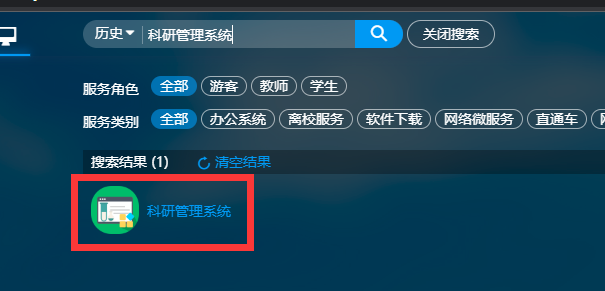 历史 科研管理系统 关闭搜索
服务角色 全部 游客 教师 学生
服务类别 全部 办公系统 离校服务 软件下载 网络微服务 直通车
搜索结果 (1) 清空结果
科研管理系统